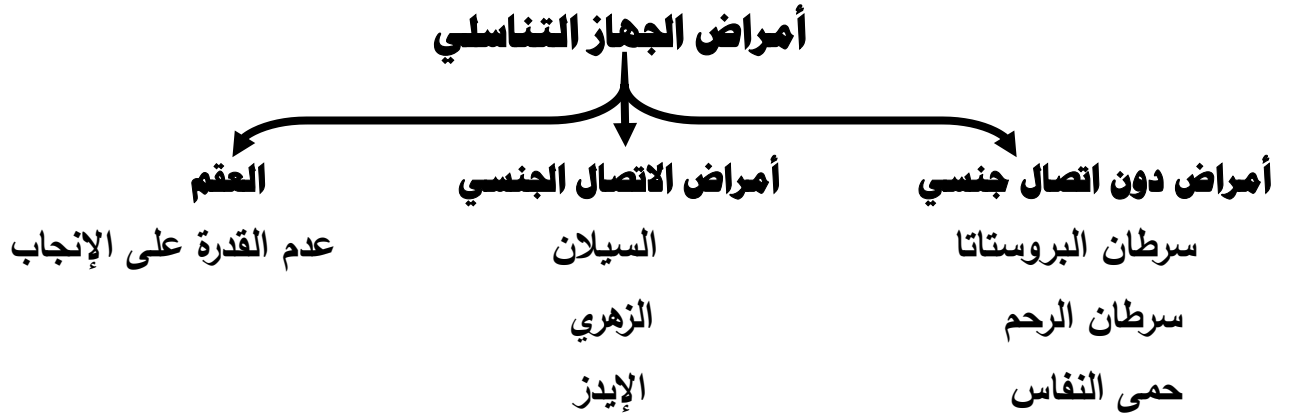 أمراض الجهاز التناسلي
أمراض دون اتصال جنسي
سرطان البروستاتا
سرطان الرحم
حمى النفاس
أمراض الاتصال الجنسي
السيلان
الزهري
الإيدز
العقم
عدم القدرة على الإنجاب